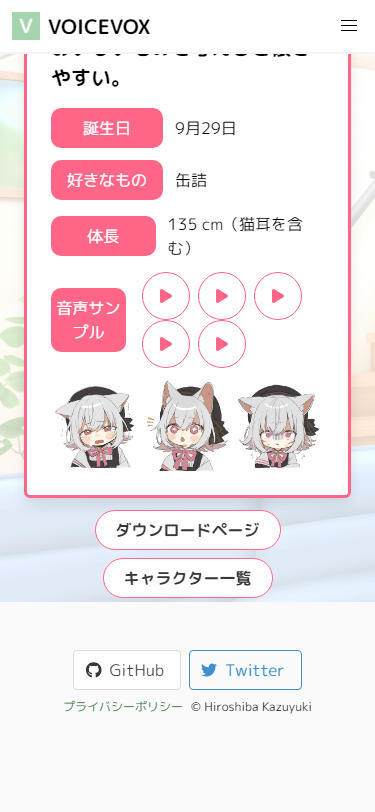 VOICEVOX
やすい。
誕生日
9月29日
好きなもの
缶詰
体長
135 cm（猫耳を含
む）
音声サン
プル
ダウンロードページ
キャラクター一覧
GitHub
Twitter
プライバシーポリシー © Hiroshiba Kazuyuki